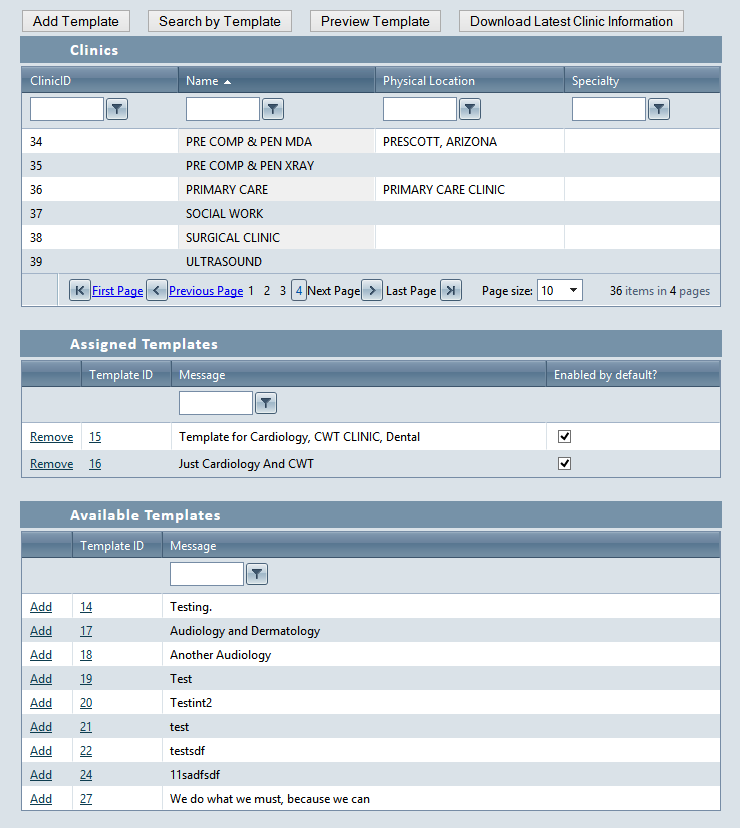 Add Template Search by Template Preview Template Download Latest Clinic Information
Clinics
ClinicID Name Physical Location Specialty
34 PRE COMP & PEN MDA PRESCOTT, ARIZONA
35 PRE COMP & PEN XRAY
36 PRIMARY CARE PRIMARY CARE CLINIC
37 SOCIAL WORK
38 SURGICAL CLINIC
39 ULTRASOUND
First Page Previous Page 1 2 3 4 Next Page Last Page Page size: 10 36 items in 4 pages
Assigned Templates
Template ID Message Enabled by default?
Remove 15 Template for Cardiology, CWT CLINIC, Dental
Remove 16 Just Cardiology And CWT
Available Templates
Template ID Message
Add 14 Testing.
Add 17 Audiology and Dermatology
Add 18 Another Audiology
Add 19 Test
Add 20 Testint2
Add 21 test
Add 22 testsdf
Add 24 11sadfsdf
Add 27 We do what we must, because we can